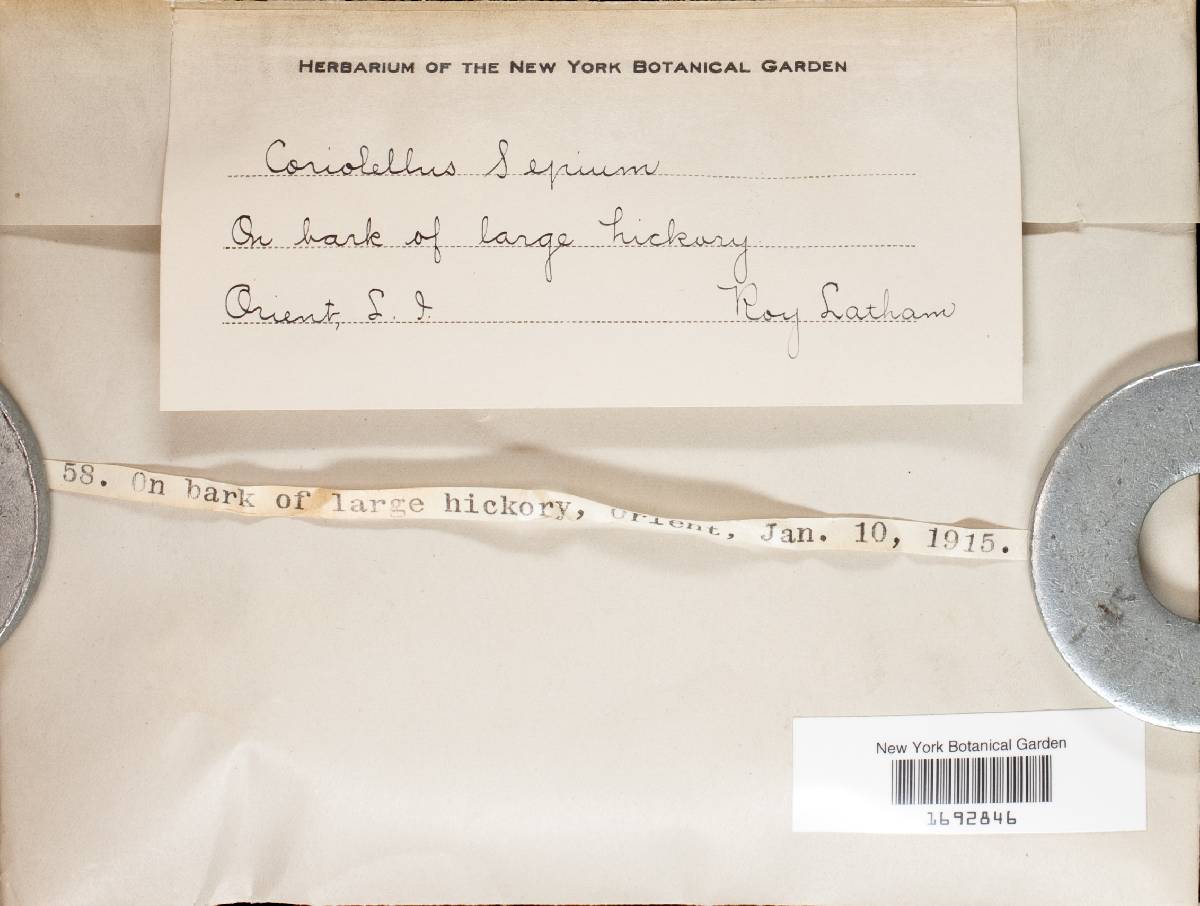 HERBARIUM OF THE NEW YORK BOTANICAL GARDEN
Coriolellus Sepium
On bark of large hickory
Orient, L. I. Roy Latham
58. On bark of large hickory, Orient, Jan. 10, 1915.
New York Botanical Garden
1692846